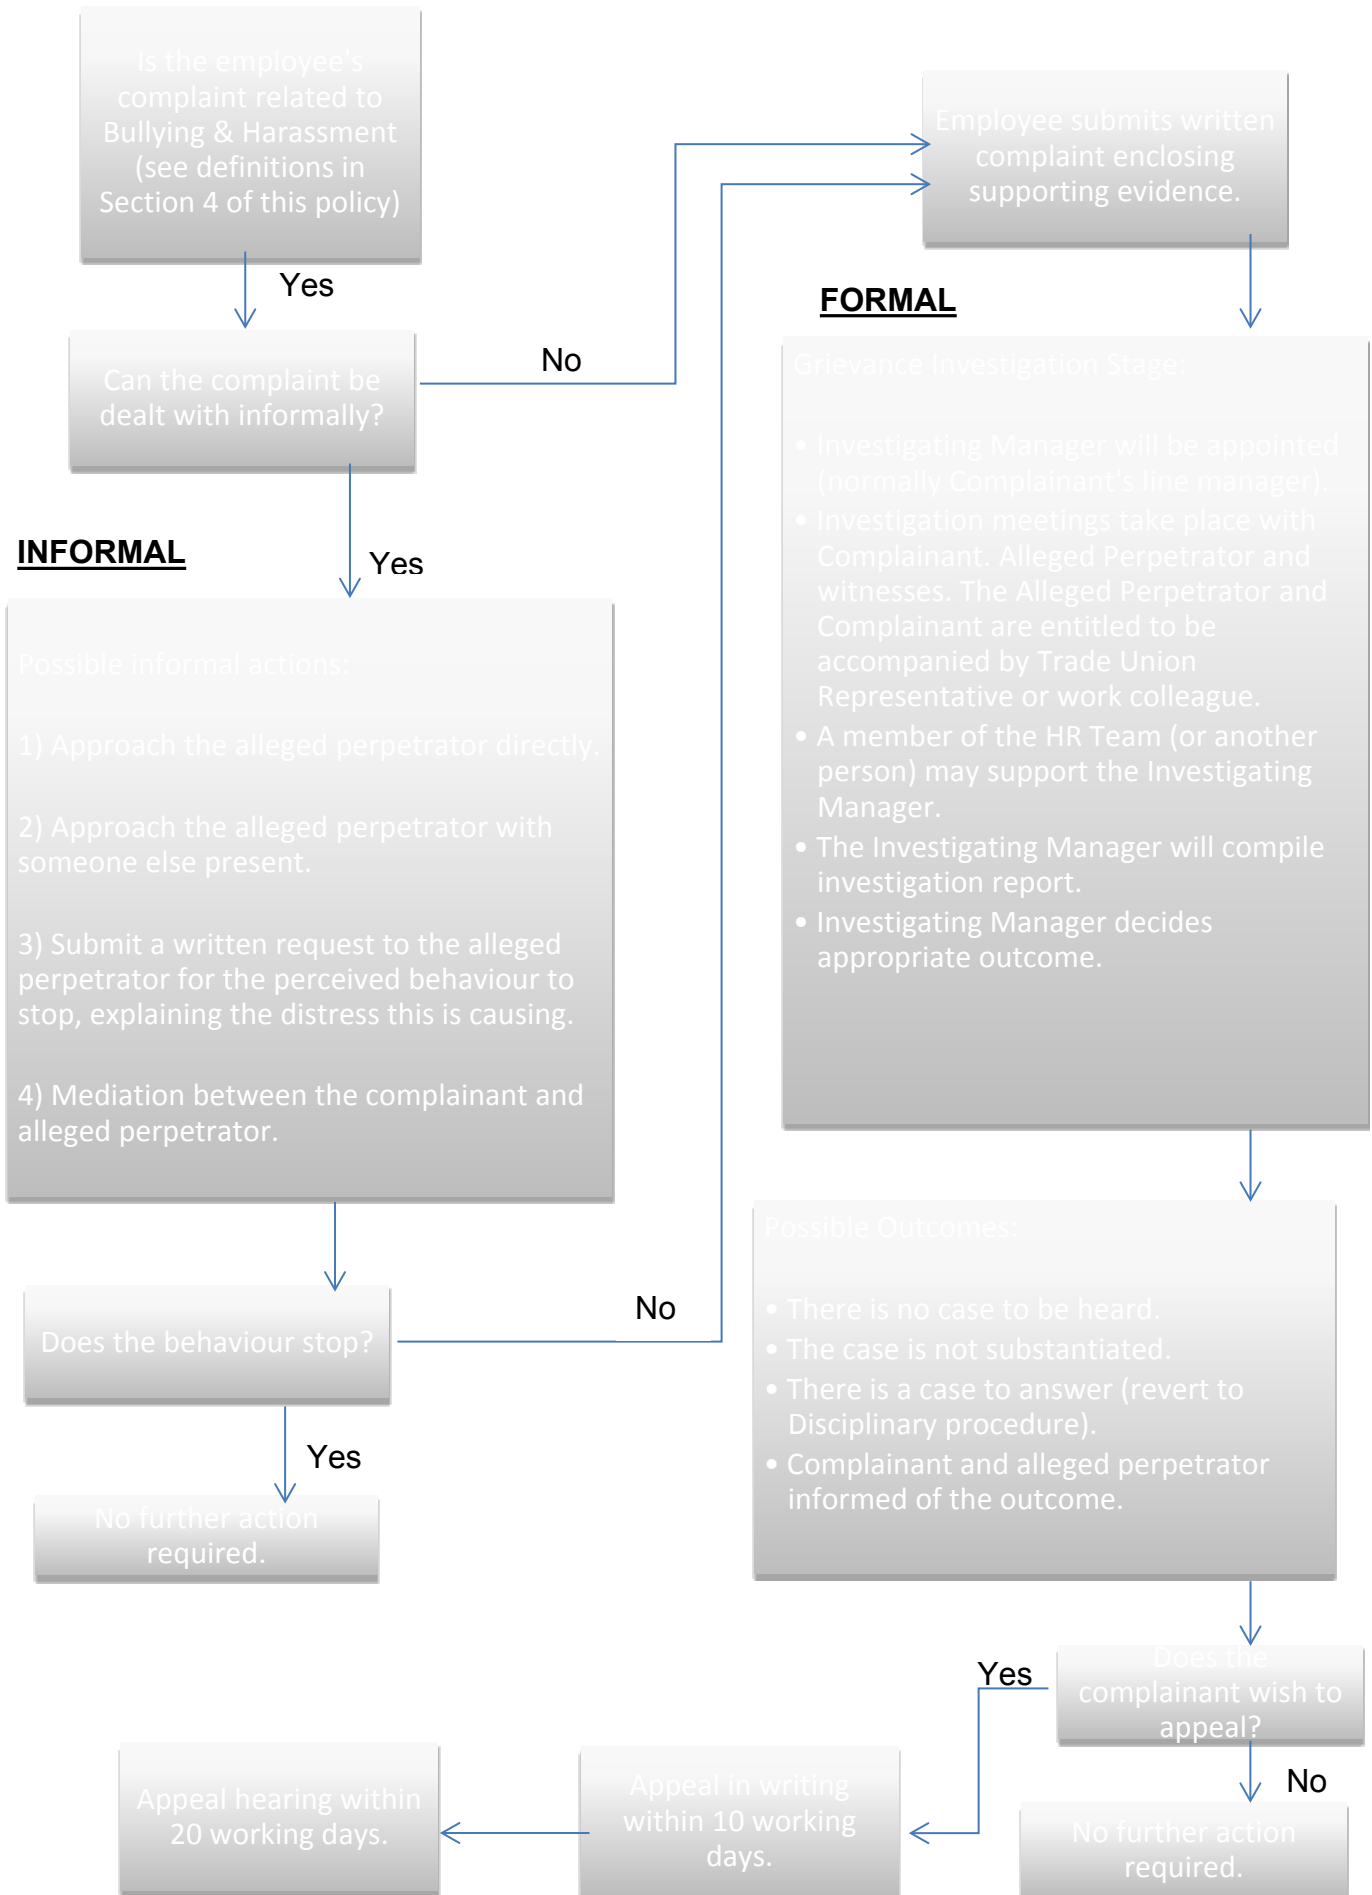 Is the employee's
complaint related to
Bullying & Harassment
(see definitions in
Section 4 of this policy)
Yes
Can the complaint be
dealt with informally?
No
Yes
INFORMAL
Possible informal actions:
1) Approach the alleged perpetrator directly.
2) Approach the alleged perpetrator with
someone else present.
3) Submit a written request to the alleged
perpetrator for the perceived behaviour to
stop, explaining the distress this is causing.
4) Mediation between the complainant and
alleged perpetrator.
Does the behaviour stop?
No
Yes
No further action
required.
Employee submits written
complaint enclosing
supporting evidence.
FORMAL
Grievance Investigation Stage:
• Investigating Manager will be appointed
(normally Complainant's line manager).
• Investigation meetings take place with
Complainant. Alleged Perpetrator and
witnesses. The Alleged Perpetrator and
Complainant are entitled to be
accompanied by Trade Union
Representative or work colleague.
• A member of the HR Team (or another
person) may support the Investigating
Manager.
• The Investigating Manager will compile
investigation report.
• Investigating Manager decides
appropriate outcome.
Possible Outcomes:
• There is no case to be heard.
• The case is not substantiated.
• There is a case to answer (revert to
Disciplinary procedure).
• Complainant and alleged perpetrator
informed of the outcome.
Does the
complainant wish to
appeal?
Yes
No
No further action
required.
Appeal in writing
within 10 working
days.
Appeal hearing within
20 working days.